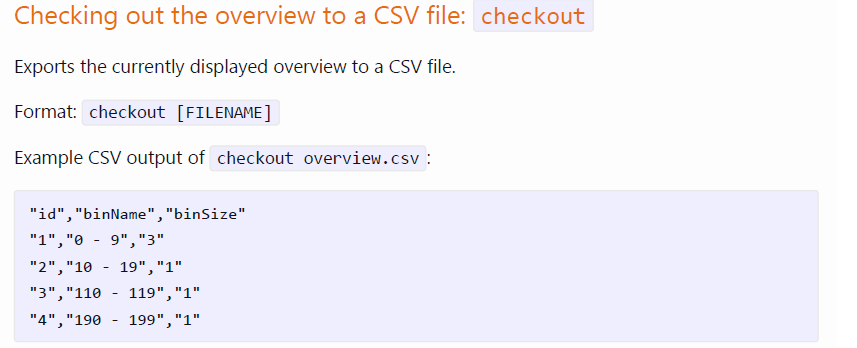 Checking out the overview to a CSV file: checkout
Exports the currently displayed overview to a CSV file.
Format: checkout [FILENAME]
Example CSV output of checkout overview.csv:
"id","binName","binSize"
"1","0 - 9","3"
"2","10 - 19","1"
"3","110 - 119","1"
"4","190 - 199","1"